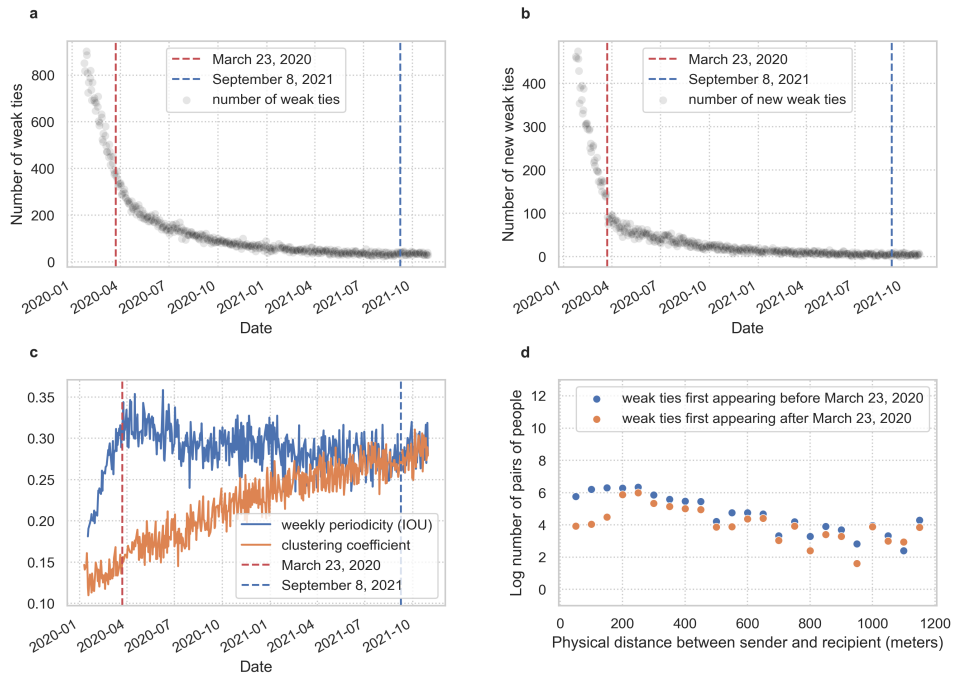 a
March 23, 2020
September 8, 2021
number of weak ties
Number of weak ties
800
600
400
200
0
2020-01
2020-04
2020-07
2020-10
2021-01
2021-04
2021-07
2021-10
Date
b
March 23, 2020
September 8, 2021
number of new weak ties
Number of new weak ties
400
300
200
100
0
2020-01
2020-04
2020-07
2020-10
2021-01
2021-04
2021-07
2021-10
Date
c
0.35
0.30
0.25
0.20
0.15
0.10
weekly periodicity (IOU)
clustering coefficient
March 23, 2020
September 8, 2021
2020-01
2020-04
2020-07
2020-10
2021-01
2021-04
2021-07
2021-10
Date
d
weak ties first appearing before March 23, 2020
weak ties first appearing after March 23, 2020
Log number of pairs of people
12
10
8
6
4
2
0
0
200
400
600
800
1000
1200
Physical distance between sender and recipient (meters)